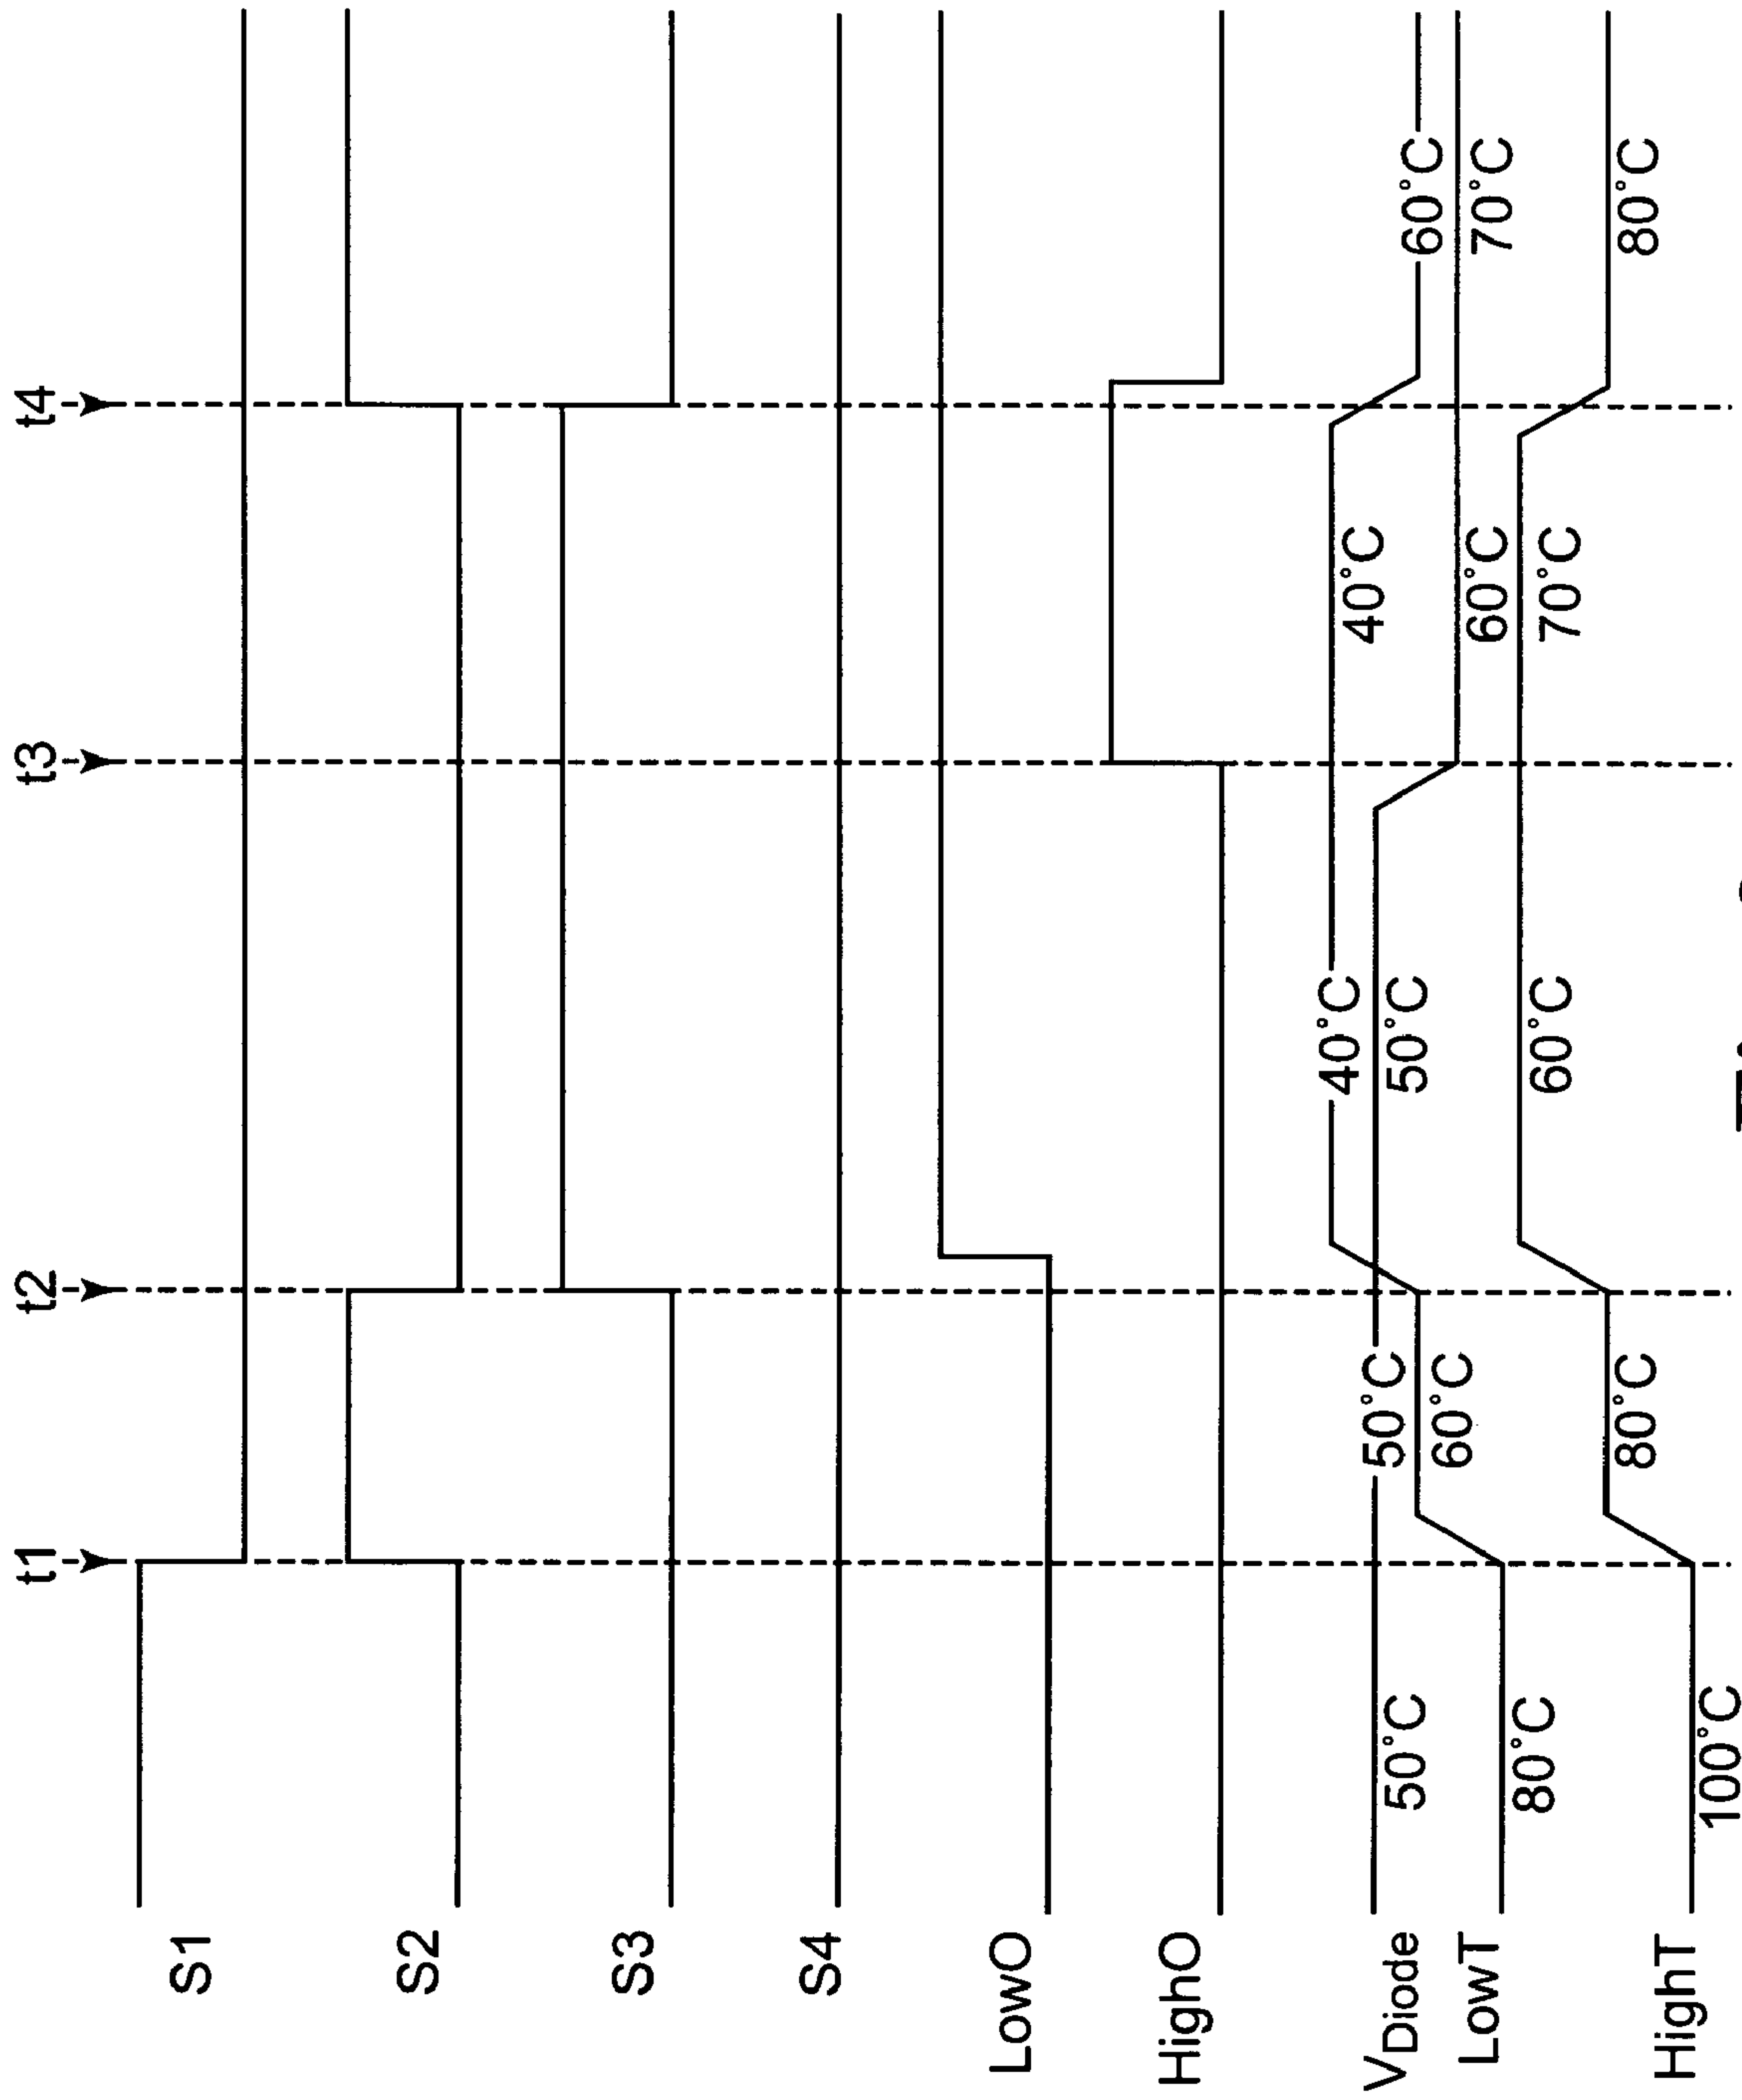 t1 t2 t3 t4
S1
S2
S3
S4
LowO
HighO
40°C 40°C
VDiode 50°C 50°C 50°C 60°C
LowT 80°C 60°C 60°C 70°C
60°C 70°C
HighT 100°C 80°C 80°C